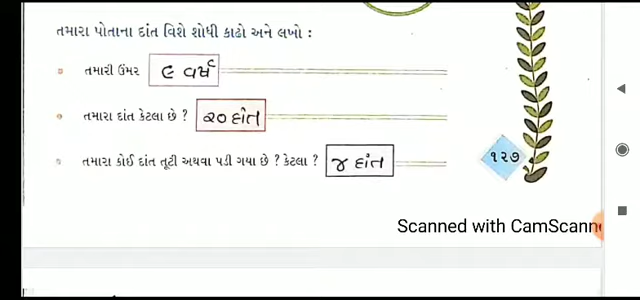 તમારા પોતાના દાંત વિશે શોધી કાઢો અને લખો :
તમારી ઉંમર ૯ વર્ષ
તમારા દાંત કેટલા છે ? ૨૦ દાંત
તમારા કોઈ દાંત તૂટી અથવા પડી ગયા છે ? કેટલા ? ૪ દાંત
૧૨૭
Scanned with CamScann